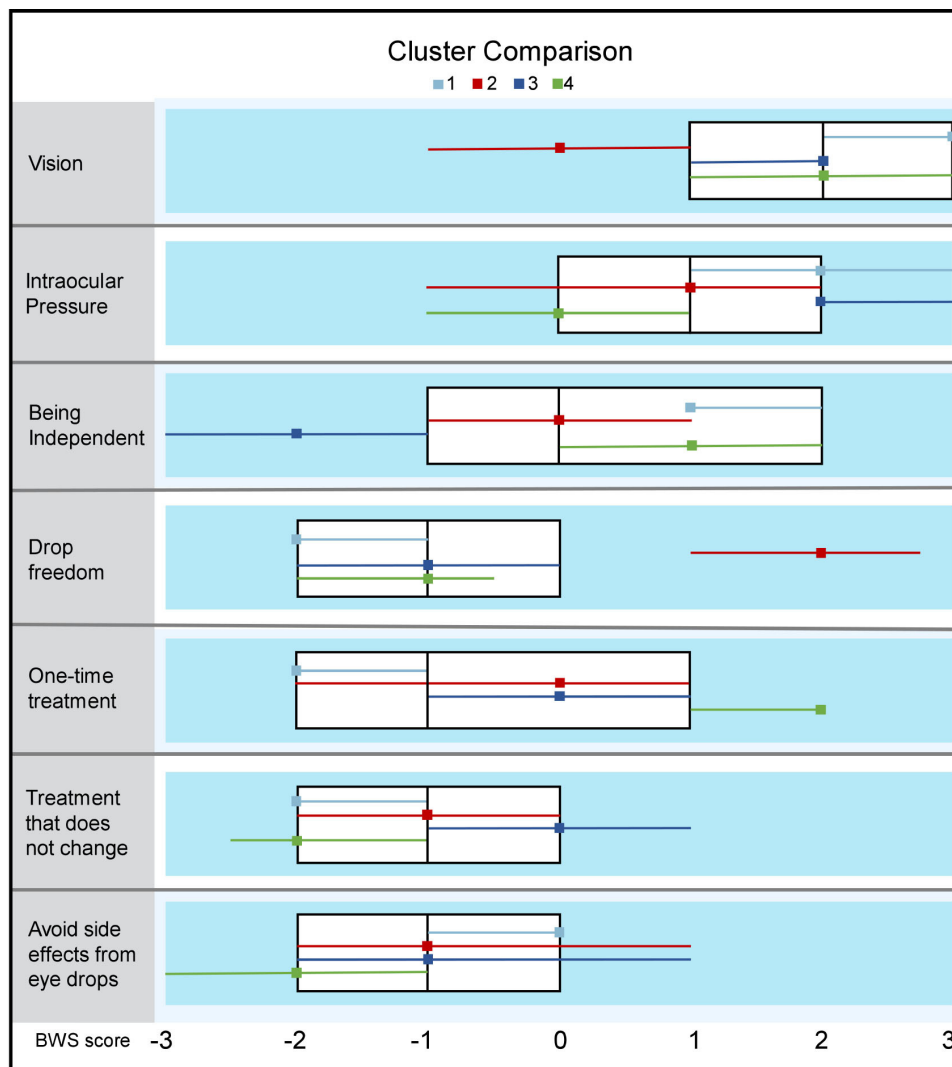 Cluster Comparison
1 2 3 4
Vision
Intraocular
Pressure
Being
Independent
Drop
freedom
One-time
treatment
Treatment
that does
not change
Avoid side
effects from
eye drops
BWS score -3 -2 -1 0 1 2 3